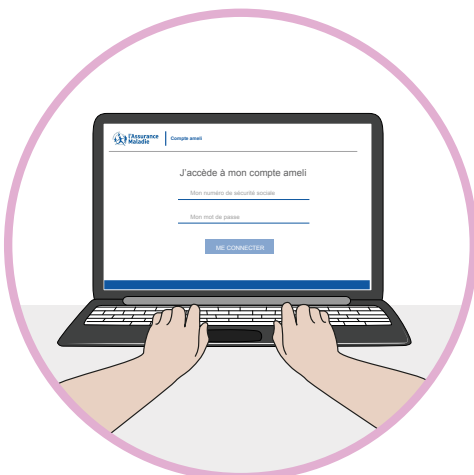 l'Assurance
Maladie
Compte ameli
J'accède à mon compte ameli
Mon numéro de sécurité sociale
Mon mot de passe
ME CONNECTER